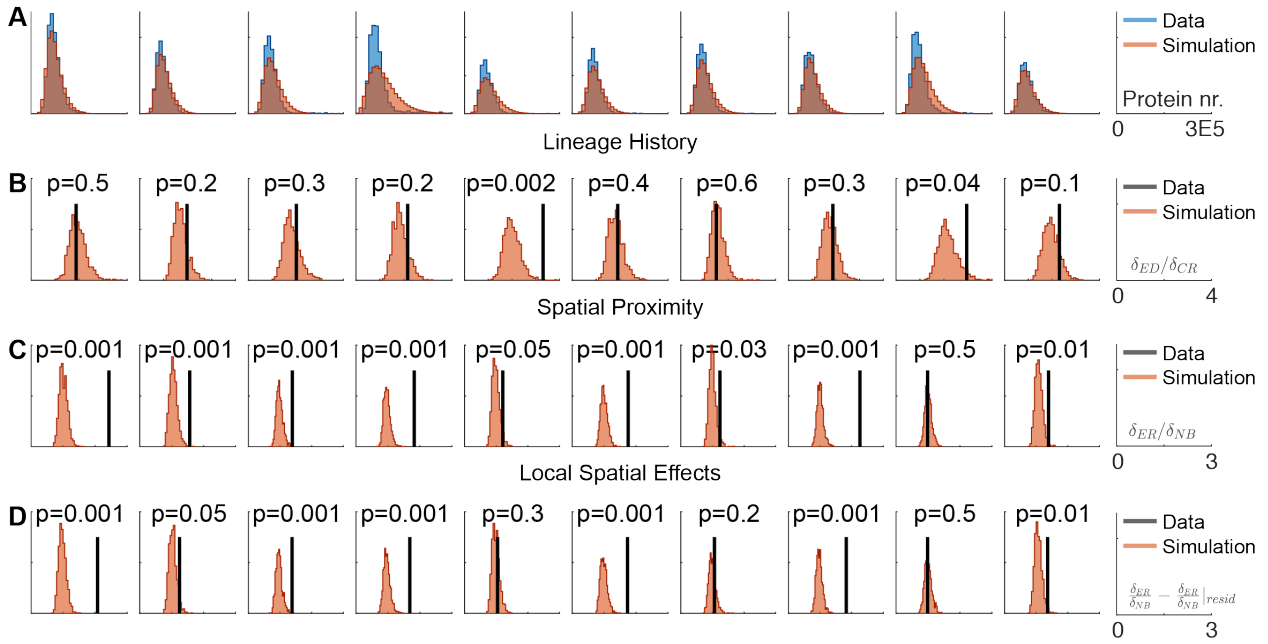 A
Data
Simulation
Protein nr.
0 3E5
Lineage History
B
p=0.5 p=0.2 p=0.3 p=0.2 p=0.002 p=0.4 p=0.6 p=0.3 p=0.04 p=0.1
Data
Simulation
δ_ED/δ_CR
0 4
Spatial Proximity
C
p=0.001 p=0.001 p=0.001 p=0.001 p=0.05 p=0.001 p=0.03 p=0.001 p=0.5 p=0.01
Data
Simulation
δ_ER/δ_NB
0 3
Local Spatial Effects
D
p=0.001 p=0.05 p=0.001 p=0.001 p=0.3 p=0.001 p=0.2 p=0.001 p=0.5 p=0.01
Data
Simulation
δ_ER/δ_NB − δ_ER/δ_NB|resid
0 3